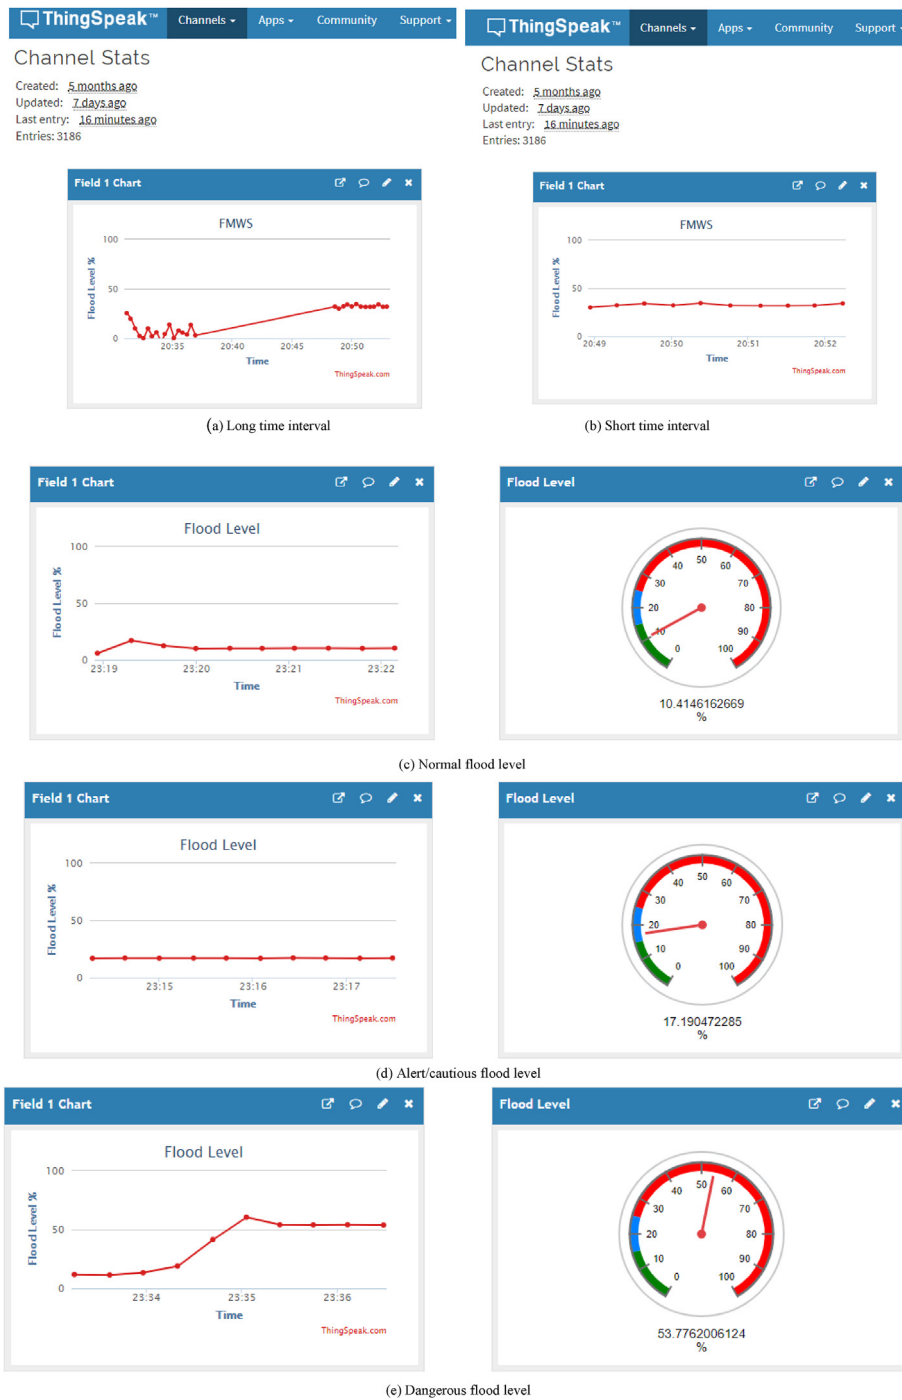 ThingSpeak™ Channels Apps Community Support
Channel Stats
Created: 5 months ago
Updated: 7 days ago
Last entry: 16 minutes ago
Entries: 3186
Field 1 Chart
FMWS
Flood Level %
100
50
0
20:35 20:40 20:45 20:50
Time
ThingSpeak.com
(a) Long time interval
ThingSpeak™ Channels Apps Community Support
Channel Stats
Created: 5 months ago
Updated: 7 days ago
Last entry: 16 minutes ago
Entries: 3186
Field 1 Chart
FMWS
Flood Level %
100
50
0
20:49 20:50 20:51 20:52
Time
ThingSpeak.com
(b) Short time interval
Field 1 Chart
Flood Level
Flood Level %
100
50
0
23:19 23:20 23:21 23:22
Time
ThingSpeak.com
Flood Level
0 10 20 30 40 50 60 70 80 90 100
10.4146162669
%
(c) Normal flood level
Field 1 Chart
Flood Level
Flood Level %
100
50
0
23:15 23:16 23:17
Time
ThingSpeak.com
Flood Level
0 10 20 30 40 50 60 70 80 90 100
17.190472285
%
(d) Alert/cautious flood level
Field 1 Chart
Flood Level
Flood Level %
100
50
0
23:34 23:35 23:36
Time
ThingSpeak.com
Flood Level
0 10 20 30 40 50 60 70 80 90 100
53.7762006124
%
(e) Dangerous flood level